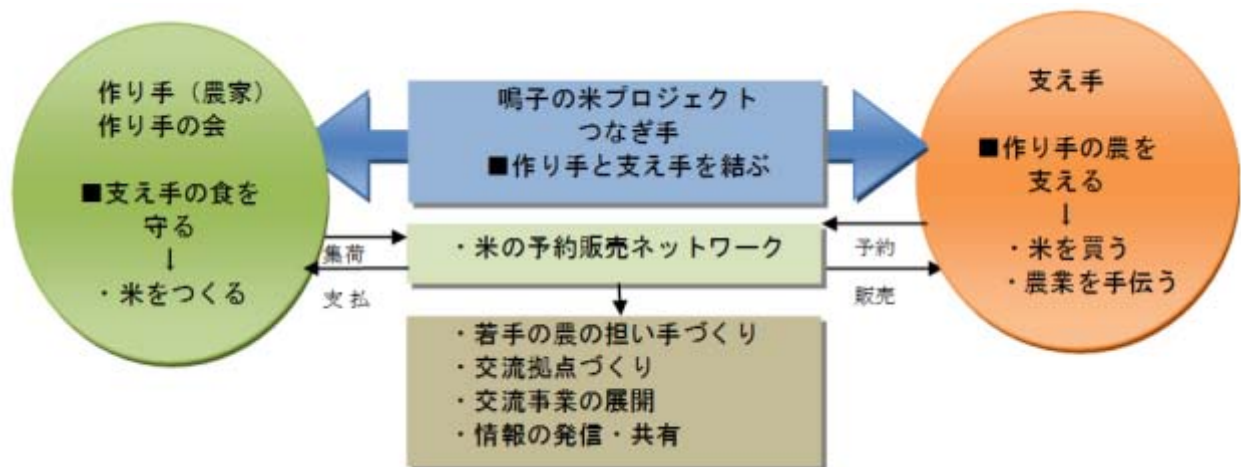 作り手（農家）
作り手の会
■支え手の食を
守る
↓
・米をつくる
鳴子の米プロジェクト
つなぎ手
■作り手と支え手を結ぶ
集荷
支払
・米の予約販売ネットワーク
予約
販売
・若手の農の担い手づくり
・交流拠点づくり
・交流事業の展開
・情報の発信・共有
支え手
■作り手の農を
支える
↓
・米を買う
・農業を手伝う